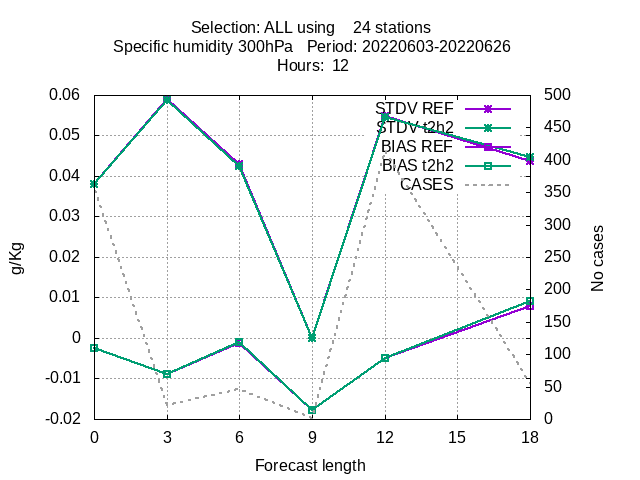 Selection: ALL using    24 stations
Specific humidity 300hPa   Period: 20220603-20220626
Hours:  12
0.06
0.05
0.04
0.03
0.02
0.01
0
-0.01
-0.02
g/Kg
STDV REF
STDV t2h2
BIAS REF
BIAS t2h2
CASES
500
450
400
350
300
250
200
150
100
50
0
No cases
0 3 6 9 12 15 18
Forecast length